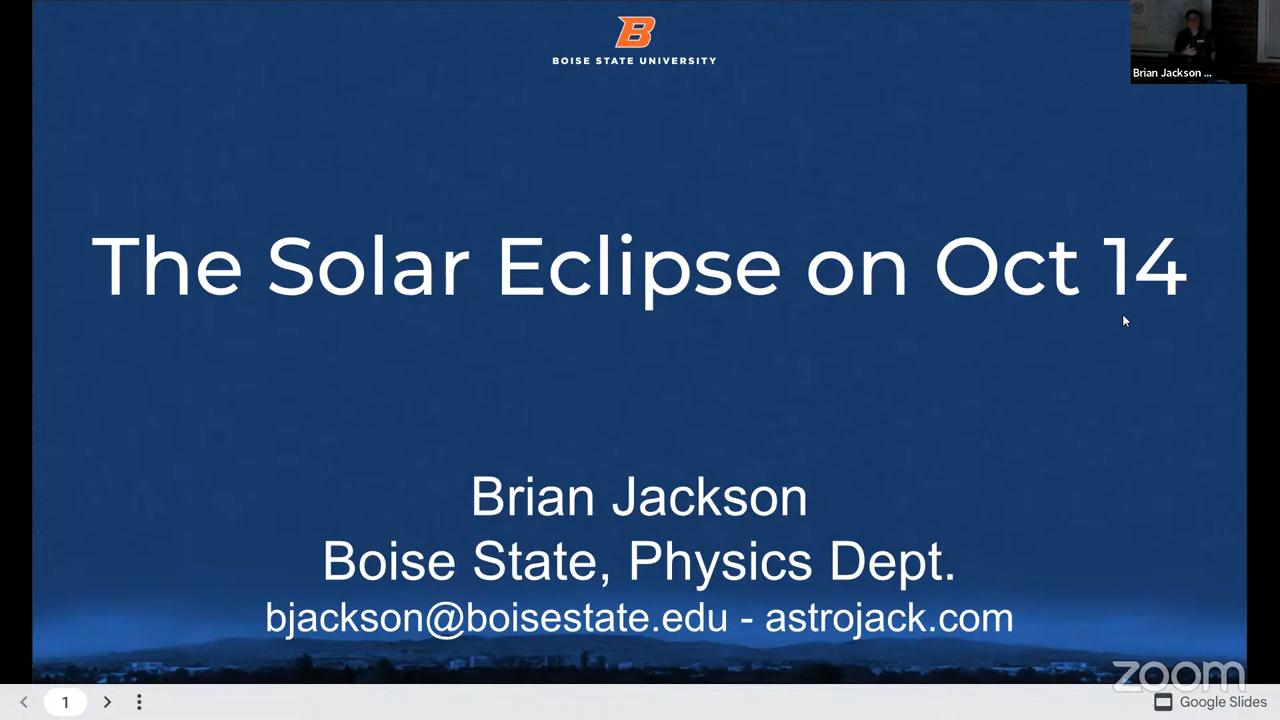 B
BOISE STATE UNIVERSITY
Brian Jackson ...
The Solar Eclipse on Oct 14
Brian Jackson
Boise State, Physics Dept.
bjackson@boisestate.edu - astrojack.com
zoom
1
Google Slides